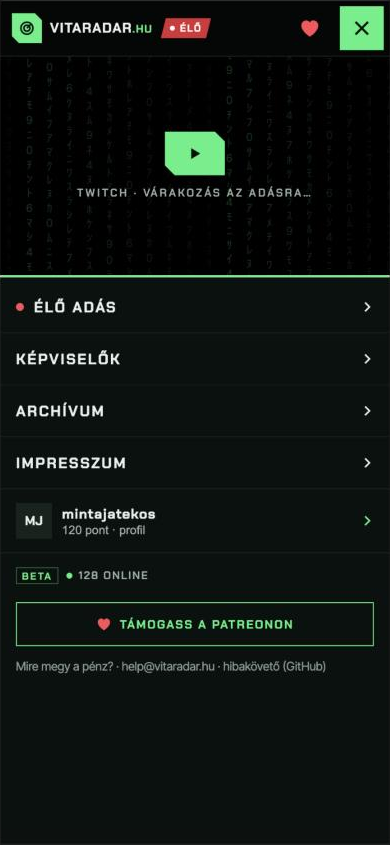 VITARADAR.HU
ÉLŐ
TWITCH · VÁRAKOZÁS AZ ADÁSRA…
ÉLŐ ADÁS
KÉPVISELŐK
ARCHÍVUM
IMPRESSZUM
MJ
mintajatekos
120 pont · profil
BETA
128 ONLINE
TÁMOGASS A PATREONON
Mire megy a pénz? · help@vitaradar.hu · hibakövető (GitHub)